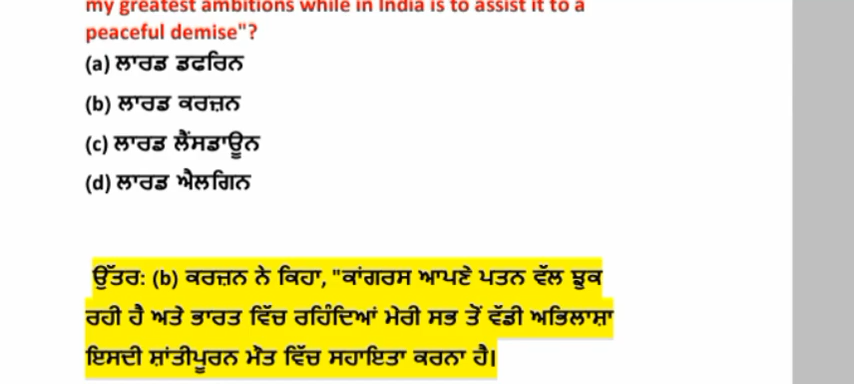 my greatest ambitions while in India is to assist it to a
peaceful demise"?
(a) ਲਾਰਡ ਡਫਰਿਨ
(b) ਲਾਰਡ ਕਰਜ਼ਨ
(c) ਲਾਰਡ ਲੈਂਸਡਾਊਨ
(d) ਲਾਰਡ ਐਲਗਿਨ
ਉੱਤਰ: (b) ਕਰਜ਼ਨ ਨੇ ਕਿਹਾ, "ਕਾਂਗਰਸ ਆਪਣੇ ਪਤਨ ਵੱਲ ਝੁਕ
ਰਹੀ ਹੈ ਅਤੇ ਭਾਰਤ ਵਿੱਚ ਰਹਿੰਦਿਆਂ ਮੇਰੀ ਸਭ ਤੋਂ ਵੱਡੀ ਅਭਿਲਾਸ਼ਾ
ਇਸਦੀ ਸ਼ਾਂਤੀਪੂਰਨ ਮੌਤ ਵਿੱਚ ਸਹਾਇਤਾ ਕਰਨਾ ਹੈ।